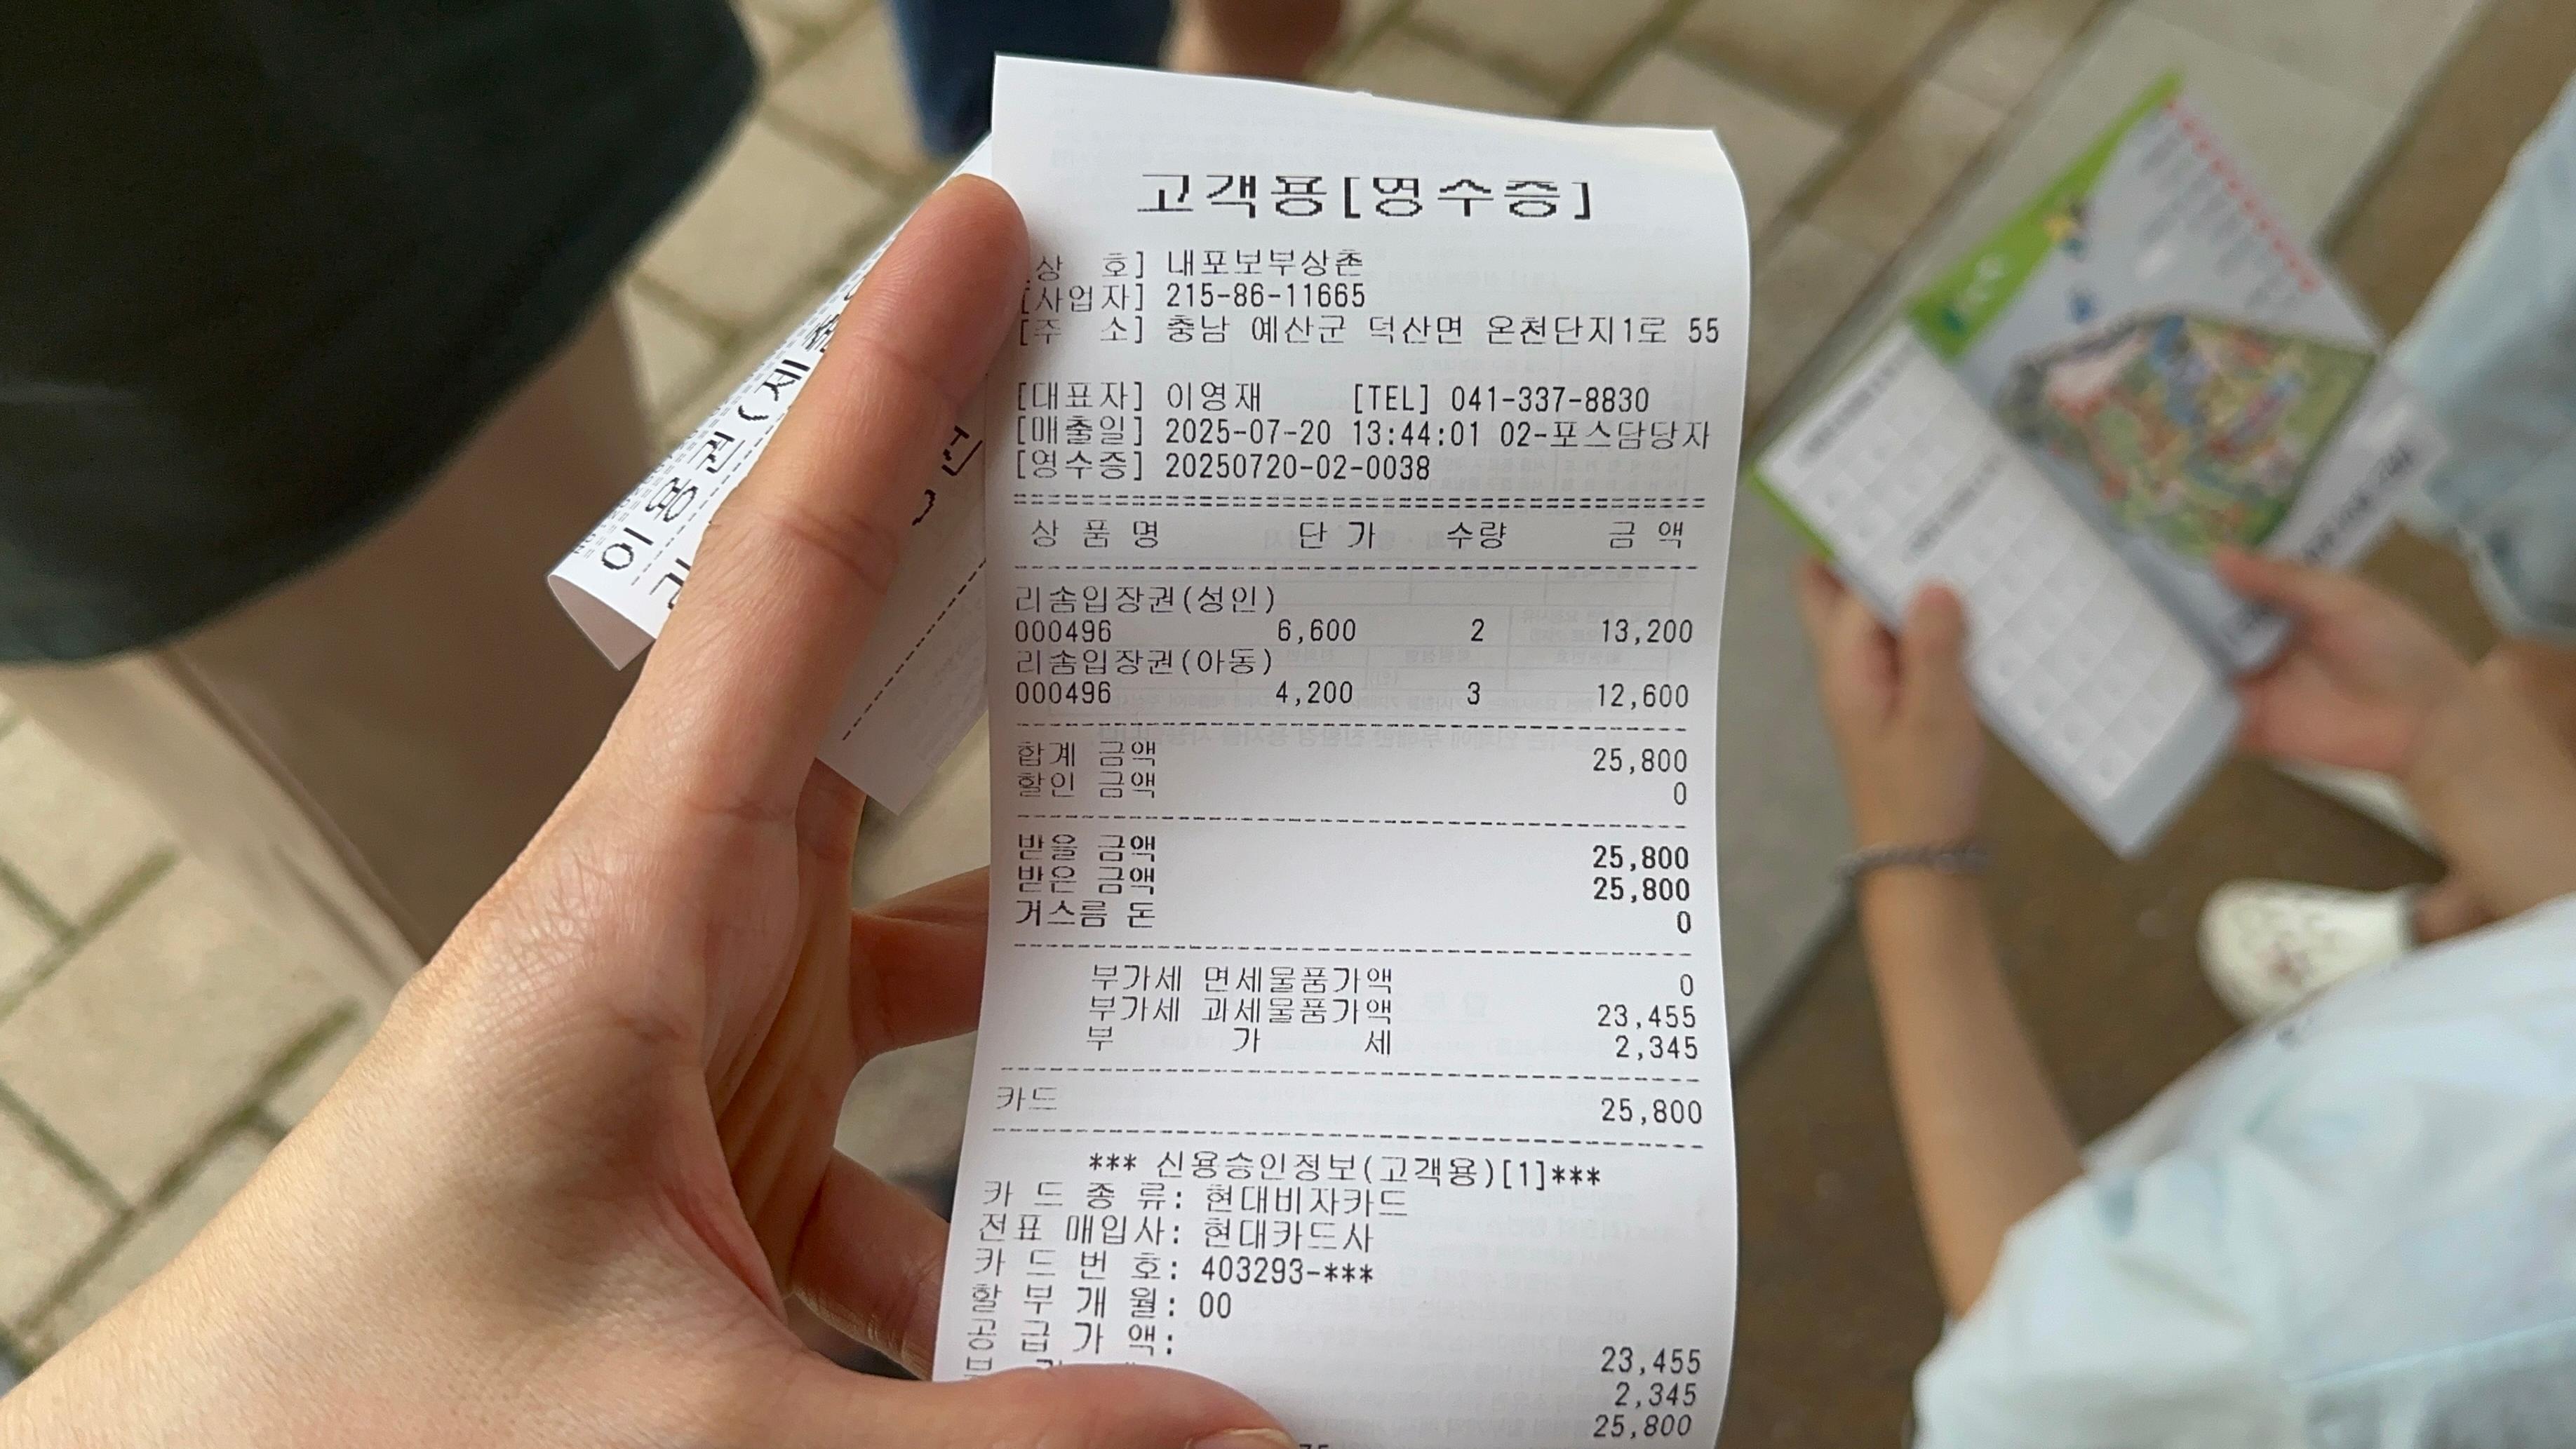 고객용[영수증]
상 호] 내포보부상촌
[사업자] 215-86-11665
[주 소] 충남 예산군 덕산면 온천단지1로 55
[대표자] 이영재 [TEL] 041-337-8830
[매출일] 2025-07-20 13:44:01 02-포스담당자
[영수증] 20250720-02-0038
상 품 명 단 가 수량 금 액
리솜입장권(성인)
000496 6,600 2 13,200
리솜입장권(아동)
000496 4,200 3 12,600
합계 금액 25,800
할인 금액 0
받을 금액 25,800
받은 금액 25,800
거스름 돈 0
부가세 면세물품가액 0
부가세 과세물품가액 23,455
부 가 세 2,345
카드 25,800
*** 신용승인정보(고객용)[1]***
카 드 종 류: 현대비자카드
전표 매입사: 현대카드사
카 드 번 호: 403293-***
할 부 개 월: 00
공 급 가 액:
23,455
2,345
25,800
이용권(세